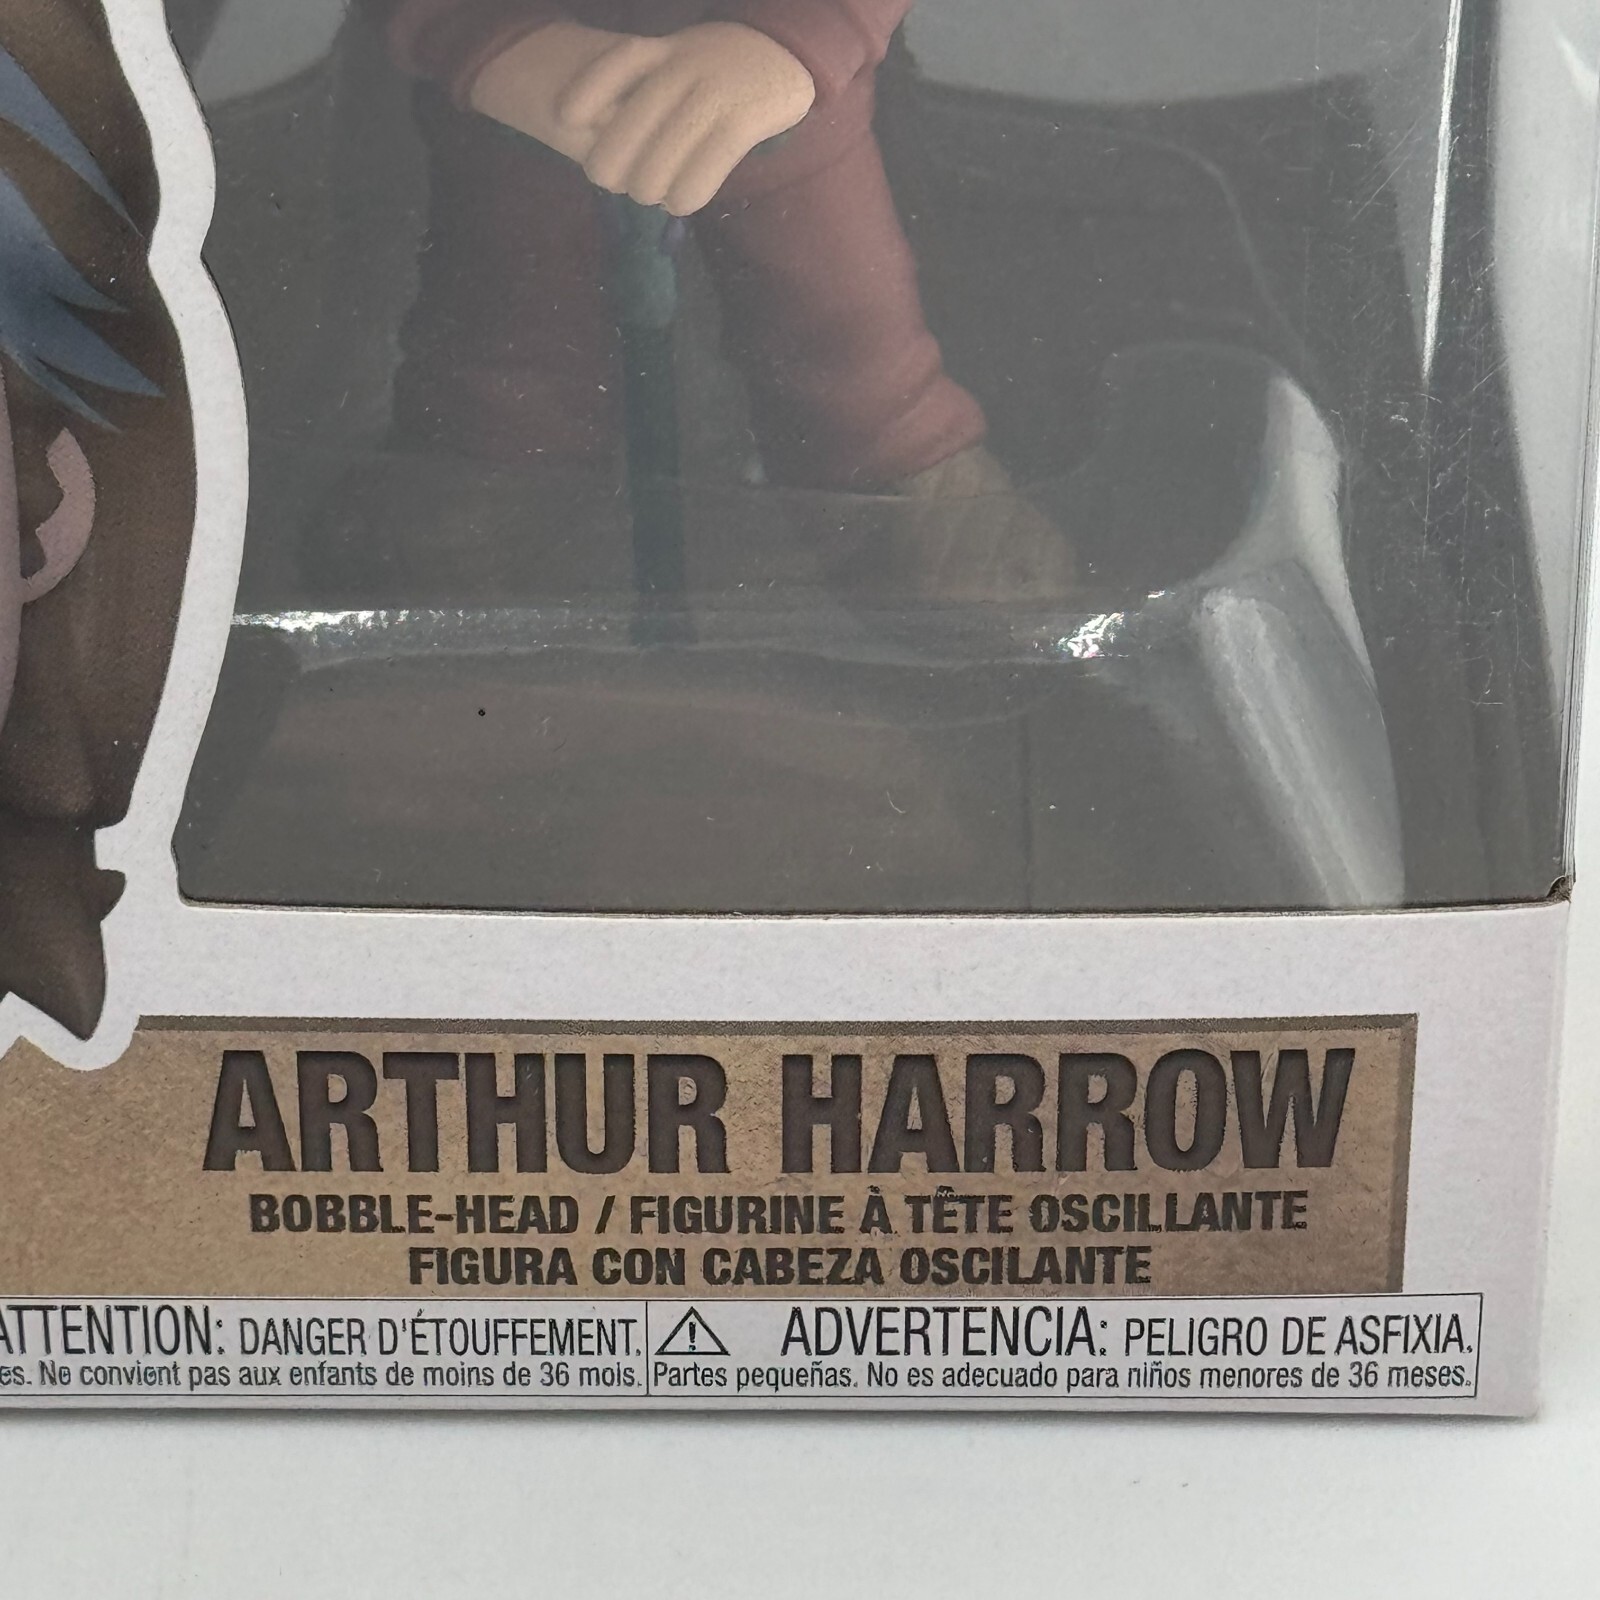 ARTHUR HARROW
BOBBLE-HEAD / FIGURINE À TÊTE OSCILLANTE
FIGURA CON CABEZA OSCILANTE
ATTENTION: DANGER D'ÉTOUFFEMENT.
es. Ne convient pas aux enfants de moins de 36 mois.
ADVERTENCIA: PELIGRO DE ASFIXIA.
Partes pequeñas. No es adecuado para niños menores de 36 meses.